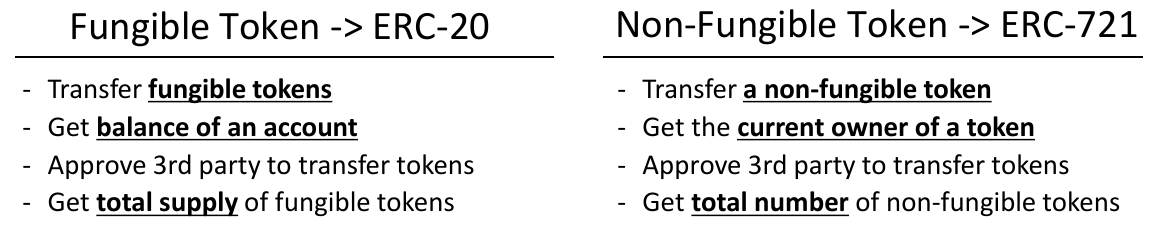 Fungible Token -> ERC-20
- Transfer fungible tokens
- Get balance of an account
- Approve 3rd party to transfer tokens
- Get total supply of fungible tokens
Non-Fungible Token -> ERC-721
- Transfer a non-fungible token
- Get the current owner of a token
- Approve 3rd party to transfer tokens
- Get total number of non-fungible tokens